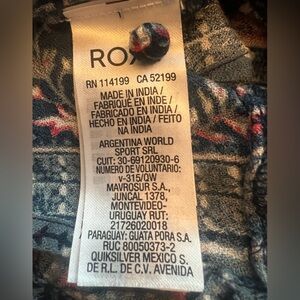 ROX
RN 114199 CA 52199
MADE IN INDIA /
FABRIQUÉ EN INDE /
FABRICADO EN INDIA /
HECHO EN INDIA / FEITO
NA INDIA
ARGENTINA WORLD
SPORT SRL
CUIT: 30-69120930-6
NUMERO DE VOLUNTARIO:
v-315/QW
MAVROSUR S.A.,
JUNCAL 1378,
MONTEVIDEO-
URUGUAY RUT:
21726020018
PARAGUAY: GUATA PORA S.A.
RUC 80050373-2
QUIKSILVER MEXICO S.
DE R.L. DE C.V. AVENIDA